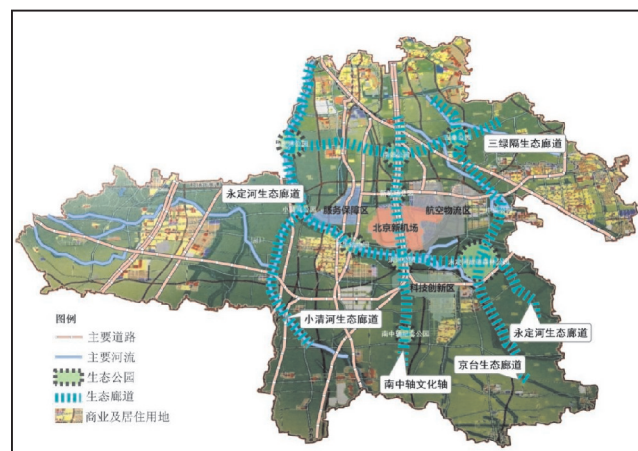 三绿隔生态廊道
永定河生态廊道
服务保障区
航空物流区
北京新机场
科技创新区
小清河生态廊道
永定河生态廊道
京台生态廊道
南中轴文化轴
图例
主要道路
主要河流
生态公园
生态廊道
商业及居住用地